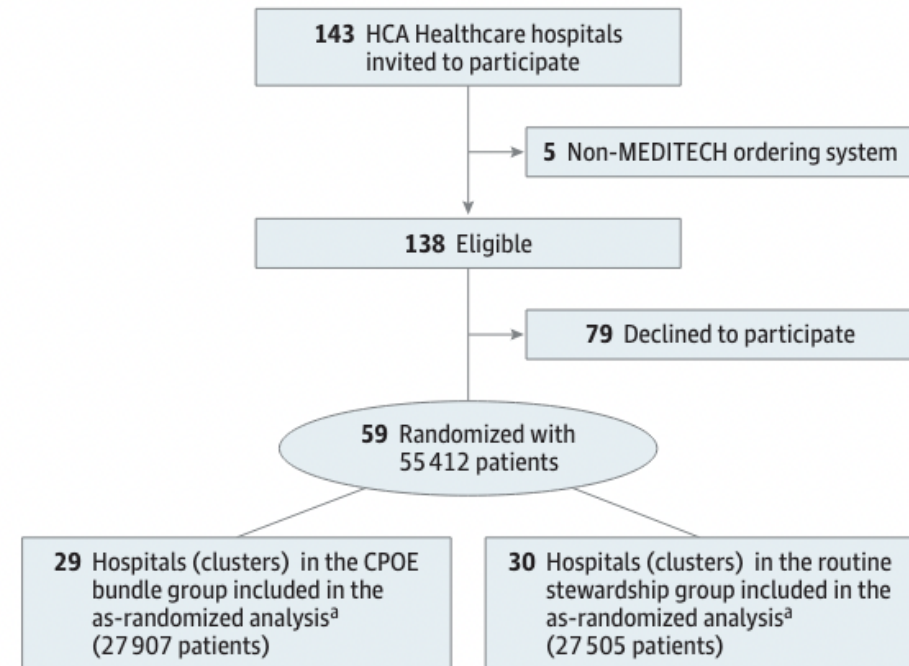 143 HCA Healthcare hospitals
invited to participate
5 Non-MEDITECH ordering system
138 Eligible
79 Declined to participate
59 Randomized with
55 412 patients
29 Hospitals (clusters) in the CPOE
bundle group included in the
as-randomized analysisᵃ
(27 907 patients)
30 Hospitals (clusters) in the routine
stewardship group included in the
as-randomized analysisᵃ
(27 505 patients)